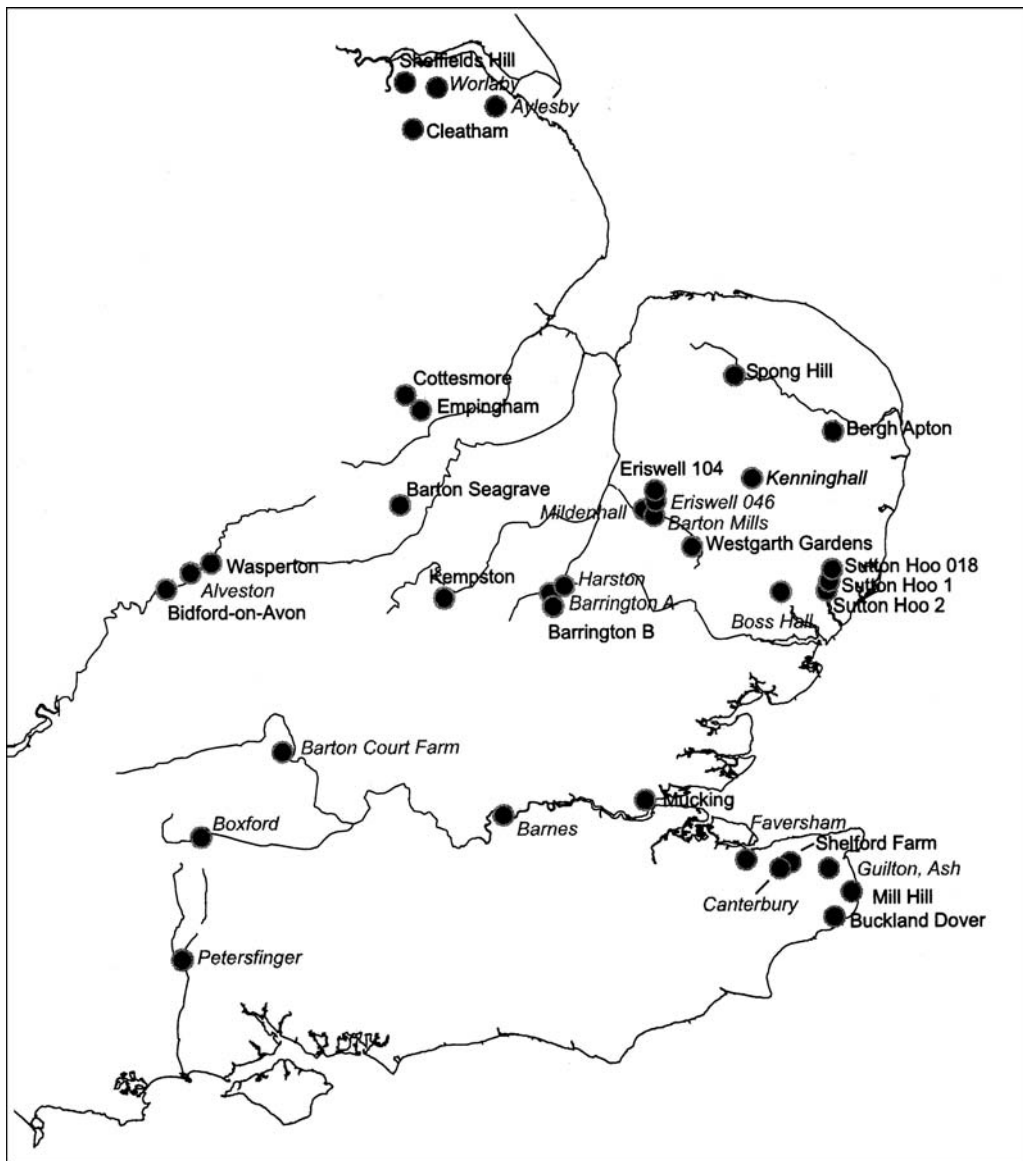 Sheffields Hill
Worlaby
Aylesby
Cleatham
Cottesmore
Empingham
Spong Hill
Bergh Apton
Eriswell 104
Kenninghall
Barton Seagrave
Eriswell 046
Mildenhall
Barton Mills
Westgarth Gardens
Wasperton
Alveston
Bidford-on-Avon
Kempston
Harston
Barrington A
Barrington B
Sutton Hoo 018
Sutton Hoo 1
Sutton Hoo 2
Boss Hall
Barton Court Farm
Mucking
Boxford
Barnes
Faversham
Shelford Farm
Guilton, Ash
Canterbury
Mill Hill
Buckland Dover
Petersfinger